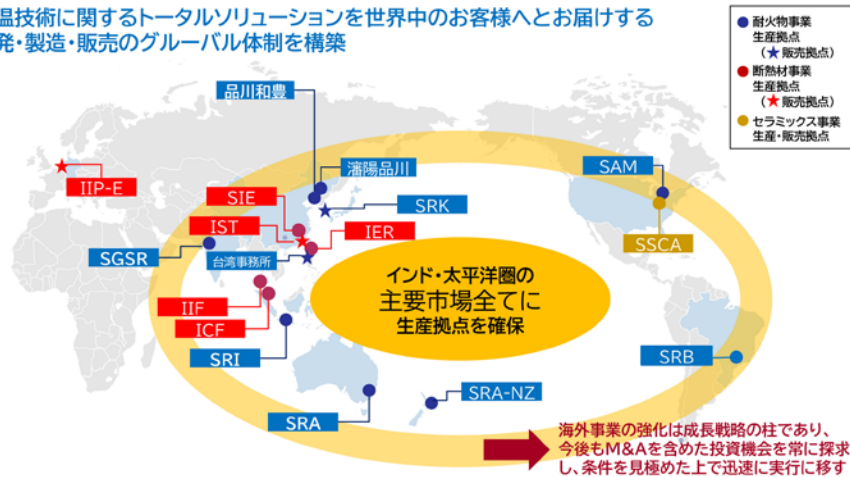 温技術に関するトータルソリューションを世界中のお客様へとお届けする
発・製造・販売のグルーバル体制を構築
耐火物事業
生産拠点
(★販売拠点)
断熱材事業
生産拠点
(★販売拠点)
セラミックス事業
生産・販売拠点
品川和豊
瀋陽品川
SAM
IIP-E
SIE
SRK
IST
IER
SSCA
SGSR
台湾事務所
インド・太平洋圏の
主要市場全てに
生産拠点を確保
IIF
ICF
SRI
SRB
SRA-NZ
SRA
海外事業の強化は成長戦略の柱であり、
今後もM&Aを含めた投資機会を常に探求
し、条件を見極めた上で迅速に実行に移す